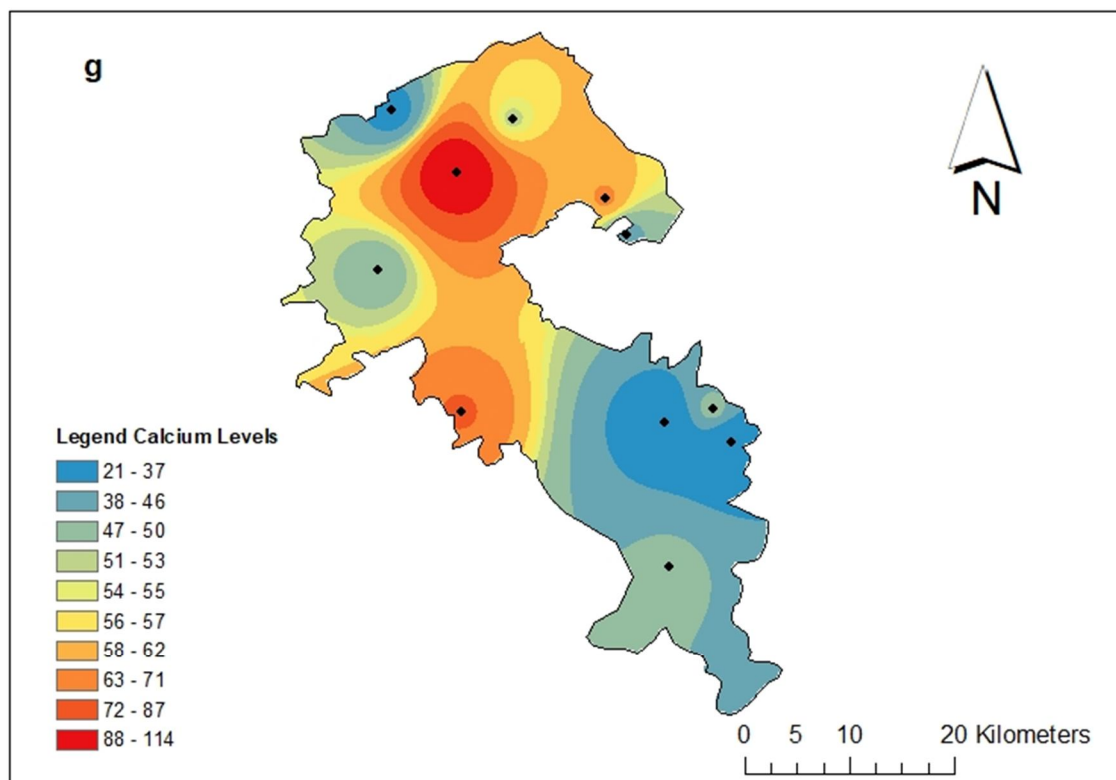 g
N
Legend Calcium Levels
21 - 37
38 - 46
47 - 50
51 - 53
54 - 55
56 - 57
58 - 62
63 - 71
72 - 87
88 - 114
0 5 10 20 Kilometers